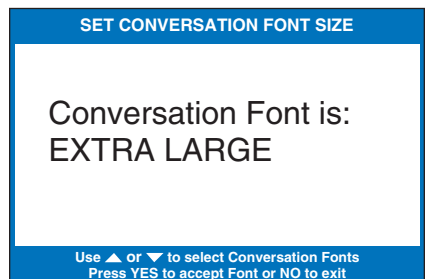 SET CONVERSATION FONT SIZE
Conversation Font is:
EXTRA LARGE
Use ▲ or ▼ to select Conversation Fonts
Press YES to accept Font or NO to exit